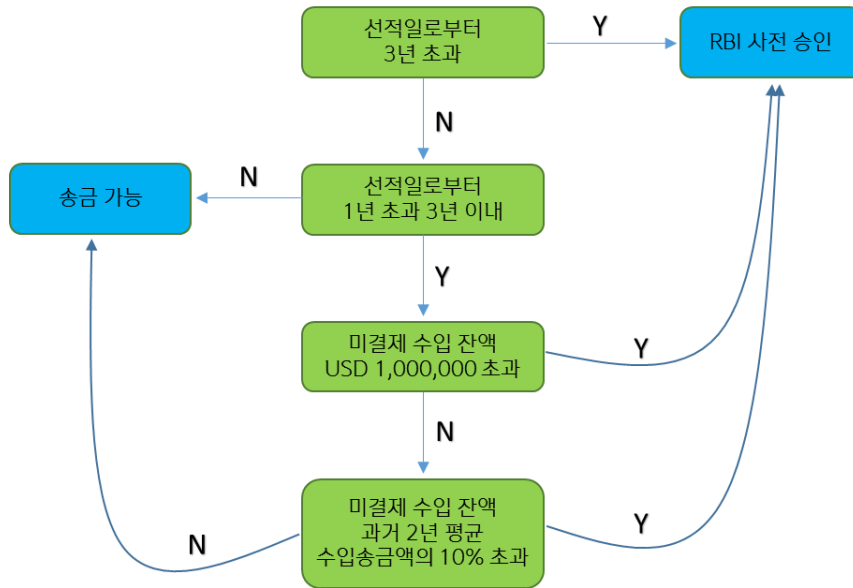 선적일로부터
3년 초과
Y
RBI 사전 승인
N
송금 가능
N
선적일로부터
1년 초과 3년 이내
Y
미결제 수입 잔액
USD 1,000,000 초과
Y
N
미결제 수입 잔액
과거 2년 평균
수입송금액의 10% 초과
N
Y